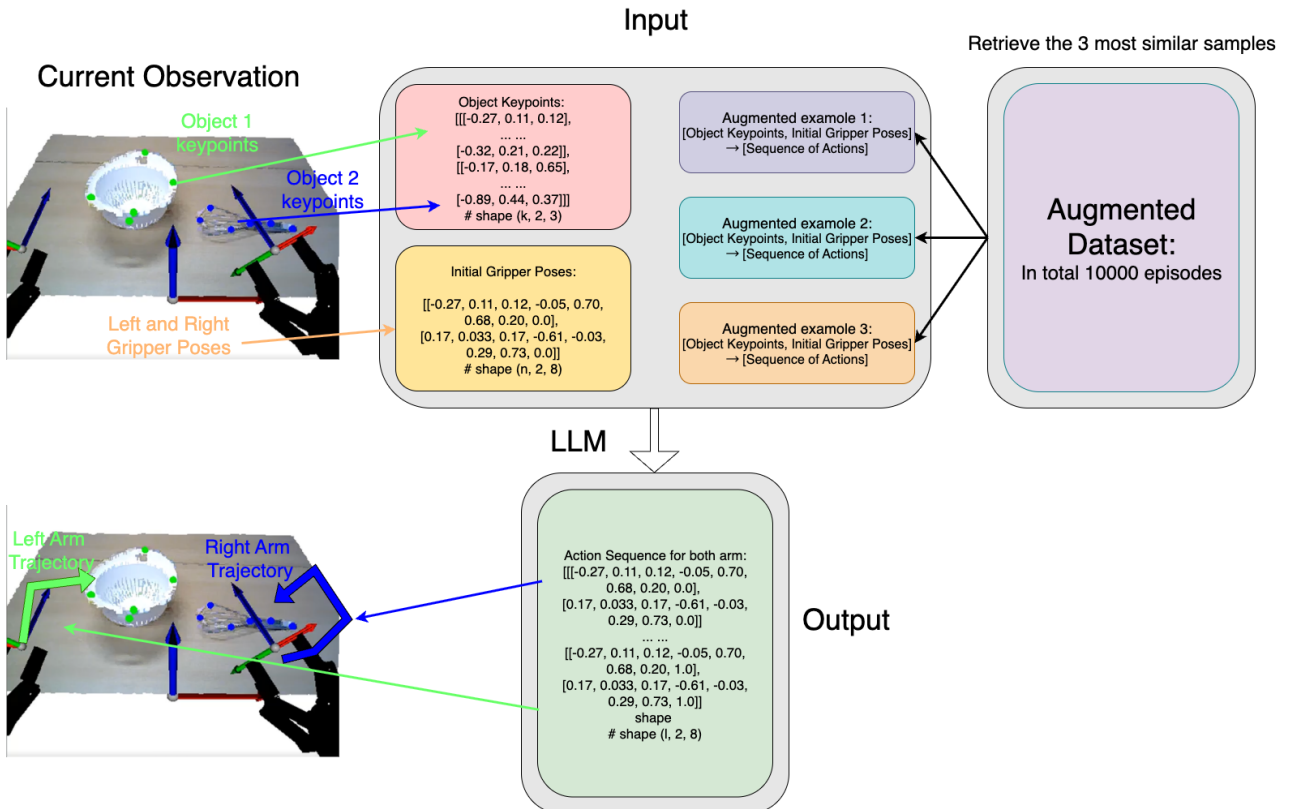 Input
Retrieve the 3 most similar samples
Current Observation
Object 1
keypoints
Object 2
keypoints
Left and Right
Gripper Poses
Object Keypoints:
[[[-0.27, 0.11, 0.12],
... ...
[-0.32, 0.21, 0.22]],
[[-0.17, 0.18, 0.65],
... ...
[-0.89, 0.44, 0.37]]]
# shape (k, 2, 3)
Initial Gripper Poses:
[[-0.27, 0.11, 0.12, -0.05, 0.70,
0.68, 0.20, 0.0],
[0.17, 0.033, 0.17, -0.61, -0.03,
0.29, 0.73, 0.0]]
# shape (n, 2, 8)
Augmented example 1:
[Object Keypoints, Initial Gripper Poses]
→ [Sequence of Actions]
Augmented example 2:
[Object Keypoints, Initial Gripper Poses]
→ [Sequence of Actions]
Augmented example 3:
[Object Keypoints, Initial Gripper Poses]
→ [Sequence of Actions]
Augmented
Dataset:
In total 10000 episodes
LLM
Left Arm
Trajectory
Right Arm
Trajectory
Action Sequence for both arm:
[[[-0.27, 0.11, 0.12, -0.05, 0.70,
0.68, 0.20, 0.0],
[0.17, 0.033, 0.17, -0.61, -0.03,
0.29, 0.73, 0.0]]
... ...
[[-0.27, 0.11, 0.12, -0.05, 0.70,
0.68, 0.20, 1.0],
[0.17, 0.033, 0.17, -0.61, -0.03,
0.29, 0.73, 1.0]]
shape
# shape (l, 2, 8)
Output